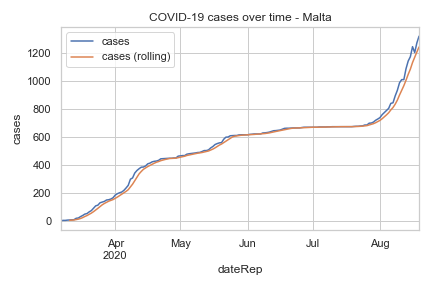 COVID-19 cases over time - Malta
cases
cases (rolling)
1200
1000
800
600
400
200
0
cases
Apr
2020
May
Jun
Jul
Aug
dateRep